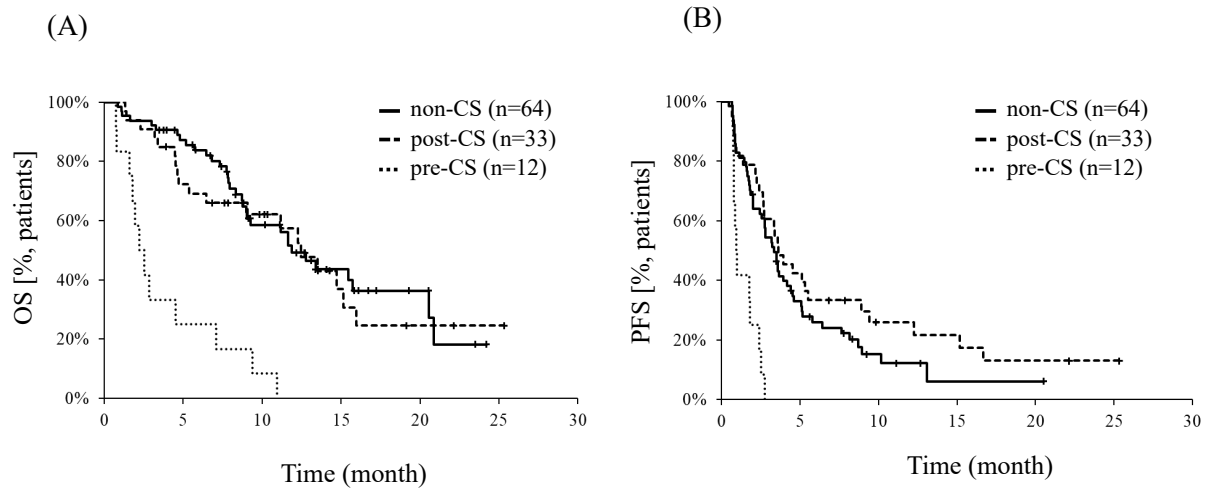 (A)
OS [%, patients]
100%
80%
60%
40%
20%
0%
0 5 10 15 20 25 30
Time (month)
non-CS (n=64)
post-CS (n=33)
pre-CS (n=12)
(B)
PFS [%, patients]
100%
80%
60%
40%
20%
0%
0 5 10 15 20 25 30
Time (month)
non-CS (n=64)
post-CS (n=33)
pre-CS (n=12)